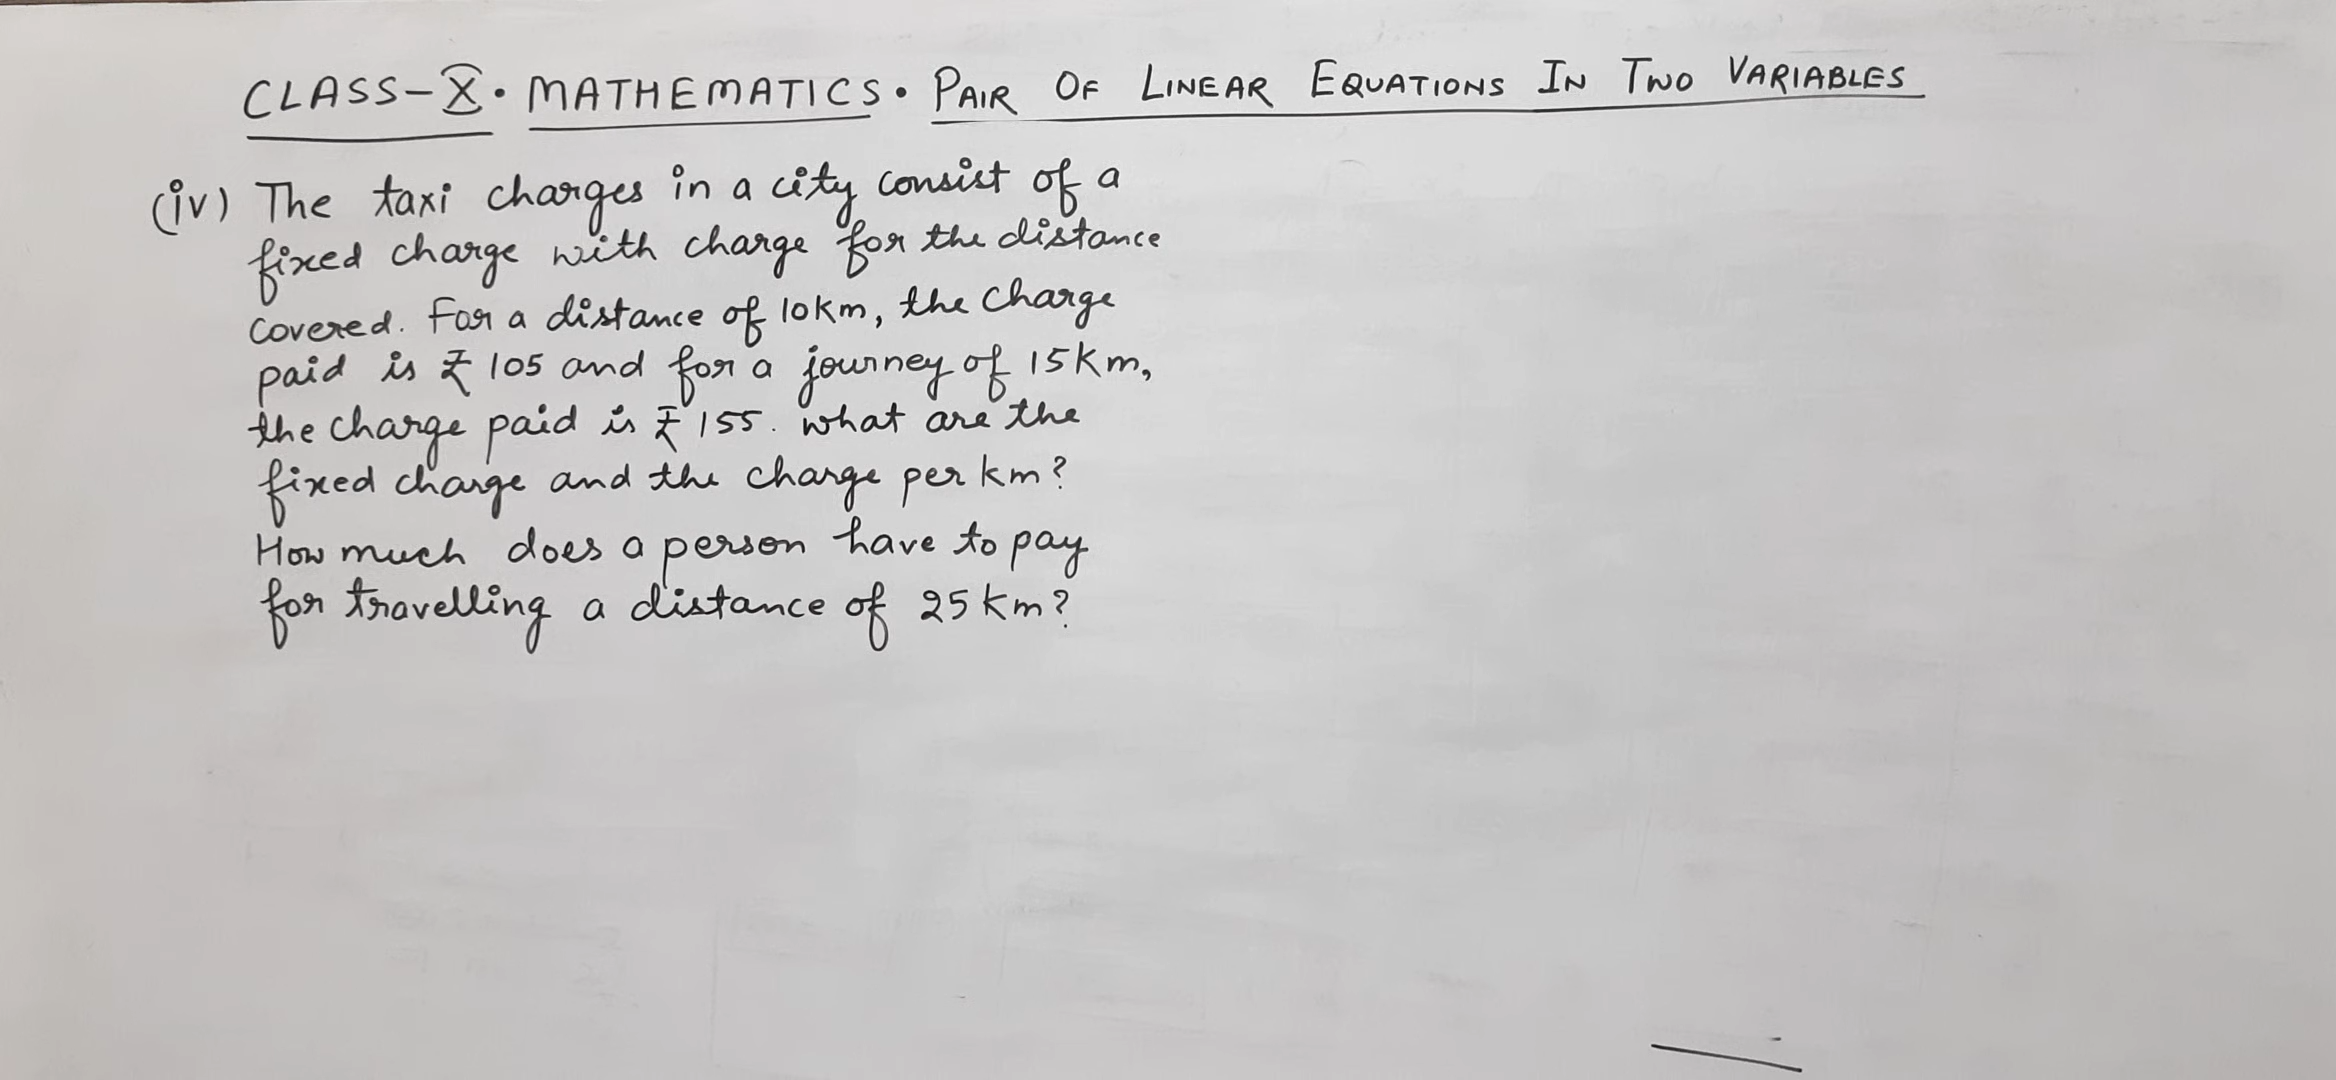 CLASS-X. MATHEMATICS. PAIR OF LINEAR EQUATIONS IN TWO VARIABLES
(iv) The taxi charges in a city consist of a
fixed charge with charge for the distance
covered. For a distance of 10km, the charge
paid is ₹ 105 and for a journey of 15km,
the charge paid is ₹ 155. what are the
fixed charge and the charge per km?
How much does a person have to pay
for travelling a distance of 25km?